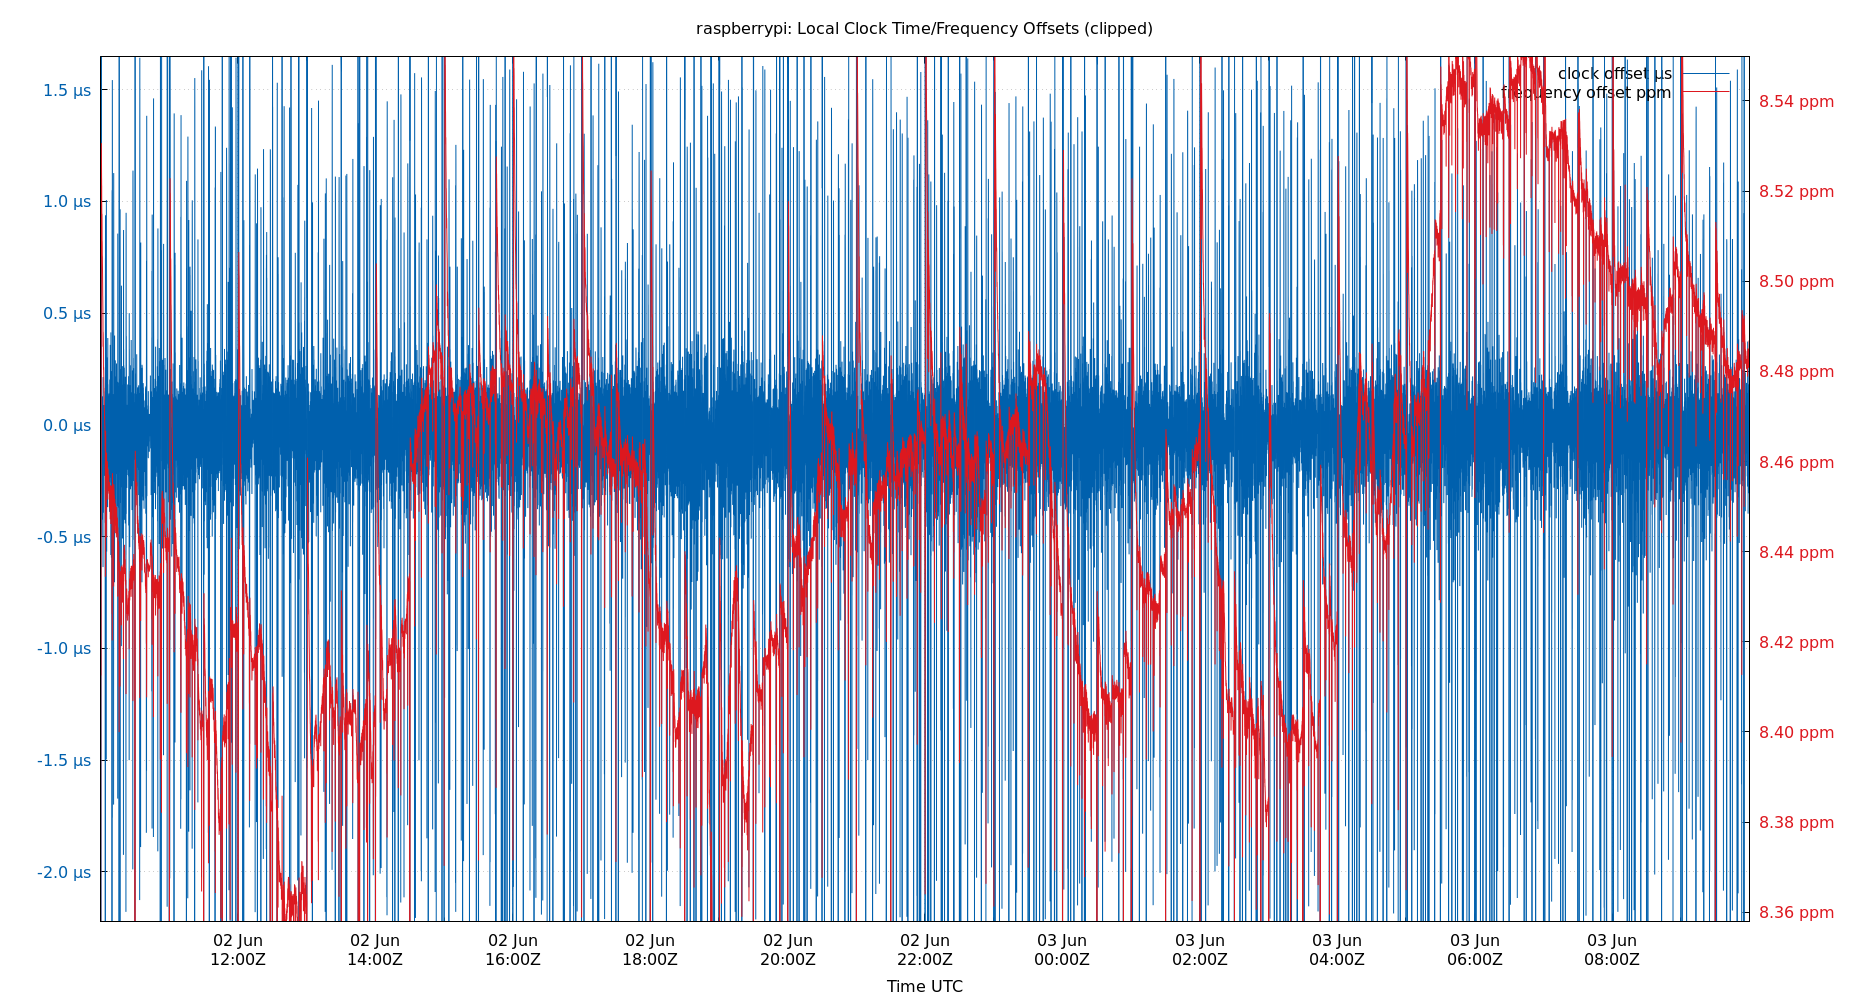 raspberrypi: Local Clock Time/Frequency Offsets (clipped)
clock offset µs
frequency offset ppm
1.5 µs
1.0 µs
0.5 µs
0.0 µs
-0.5 µs
-1.0 µs
-1.5 µs
-2.0 µs
8.54 ppm
8.52 ppm
8.50 ppm
8.48 ppm
8.46 ppm
8.44 ppm
8.42 ppm
8.40 ppm
8.38 ppm
8.36 ppm
02 Jun 02 Jun 02 Jun 02 Jun 02 Jun 02 Jun 03 Jun 03 Jun 03 Jun 03 Jun 03 Jun
12:00Z 14:00Z 16:00Z 18:00Z 20:00Z 22:00Z 00:00Z 02:00Z 04:00Z 06:00Z 08:00Z
Time UTC